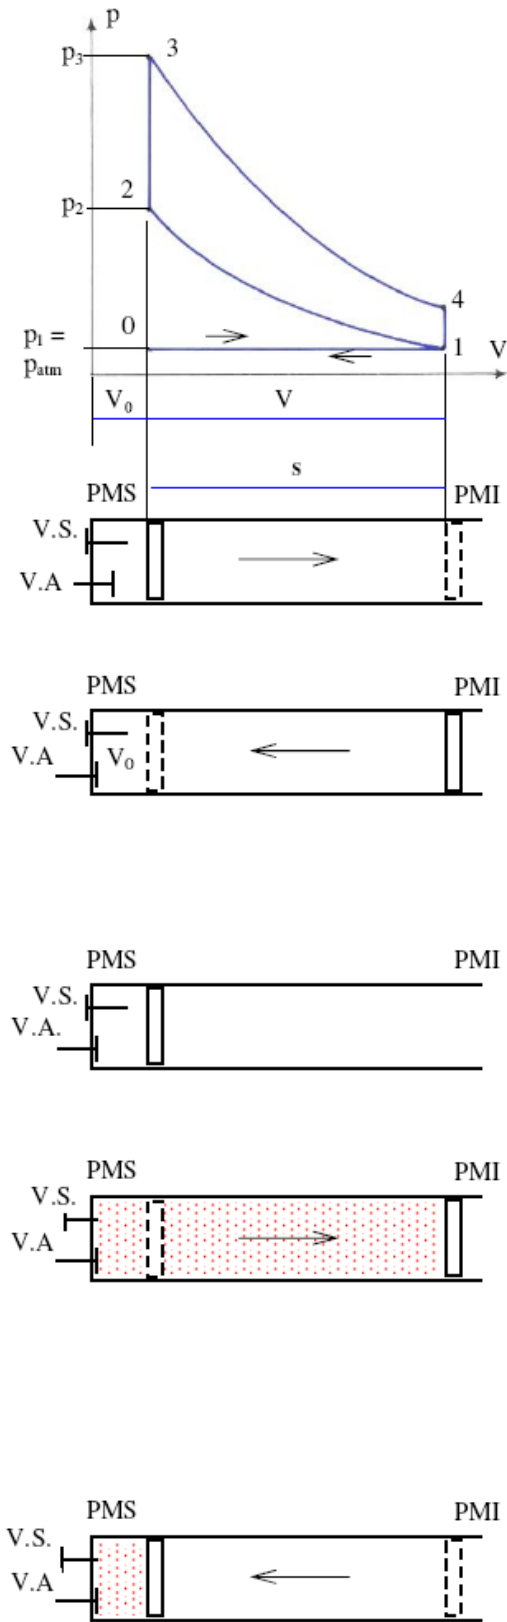 p
p3
3
2
p2
4
0
p1 =
patm
1
V
V0
V
s
PMS
PMI
V.S.
V.A
PMS
PMI
V.S.
V.A
V0
PMS
PMI
V.S.
V.A.
PMS
PMI
V.S.
V.A
PMS
PMI
V.S.
V.A